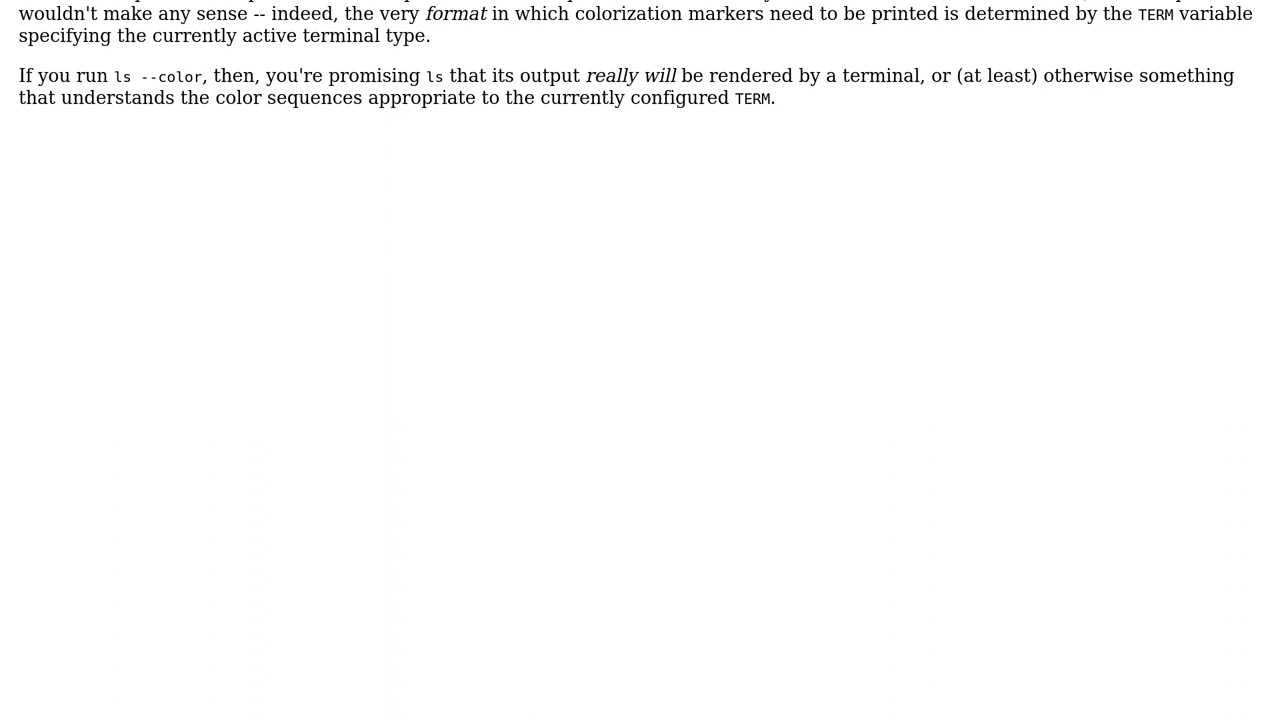 wouldn't make any sense -- indeed, the very format in which colorization markers need to be printed is determined by the TERM variable
specifying the currently active terminal type.
If you run ls --color, then, you're promising ls that its output really will be rendered by a terminal, or (at least) otherwise something
that understands the color sequences appropriate to the currently configured TERM.